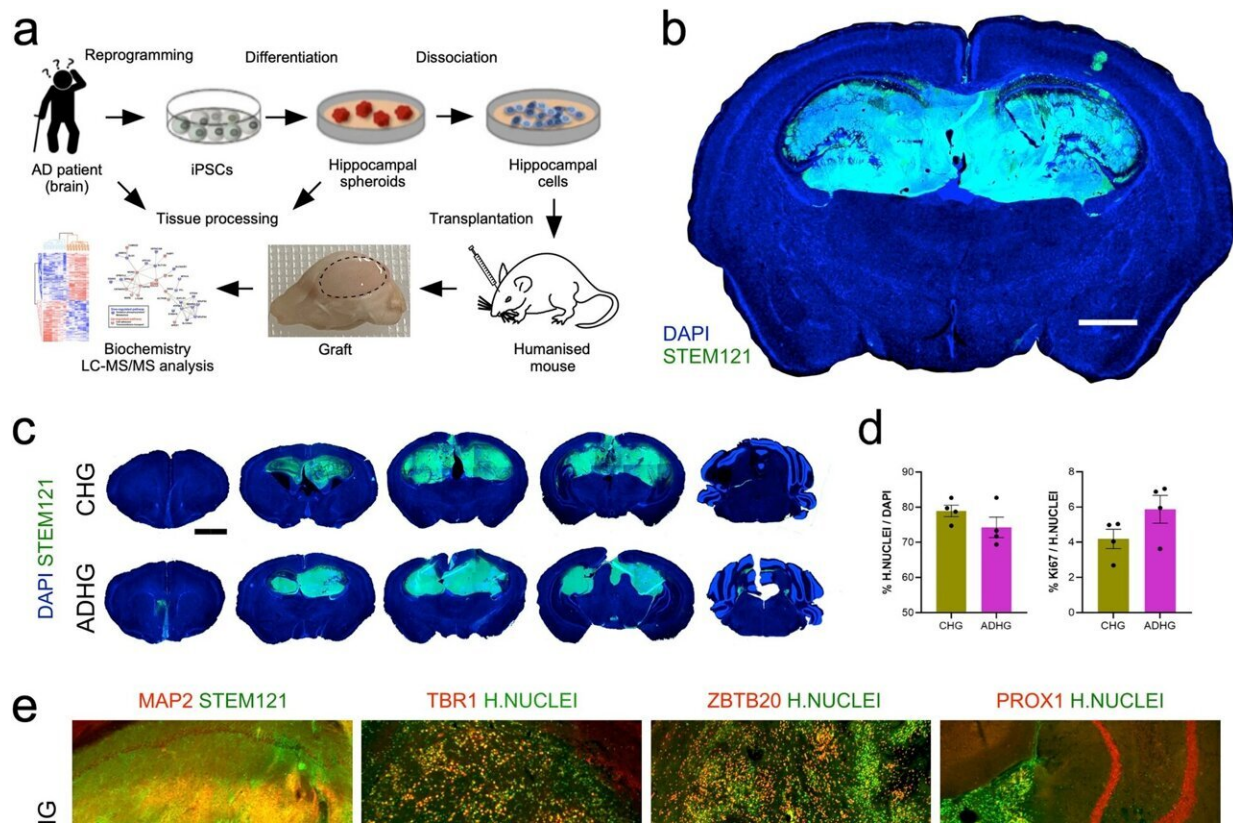 a
? ? ?
Reprogramming
Differentiation
Dissociation
AD patient
(brain)
iPSCs
Hippocampal
spheroids
Hippocampal
cells
Tissue processing
Transplantation
Biochemistry
LC-MS/MS analysis
Graft
Humanised
mouse
b
DAPI
STEM121
c
DAPI STEM121
CHG
ADHG
d
% H.NUCLEI / DAPI
90
80
70
60
50
CHG ADHG
% Ki67 / H.NUCLEI
8
6
4
2
0
CHG ADHG
e
MAP2 STEM121
TBR1 H.NUCLEI
ZBTB20 H.NUCLEI
PROX1 H.NUCLEI